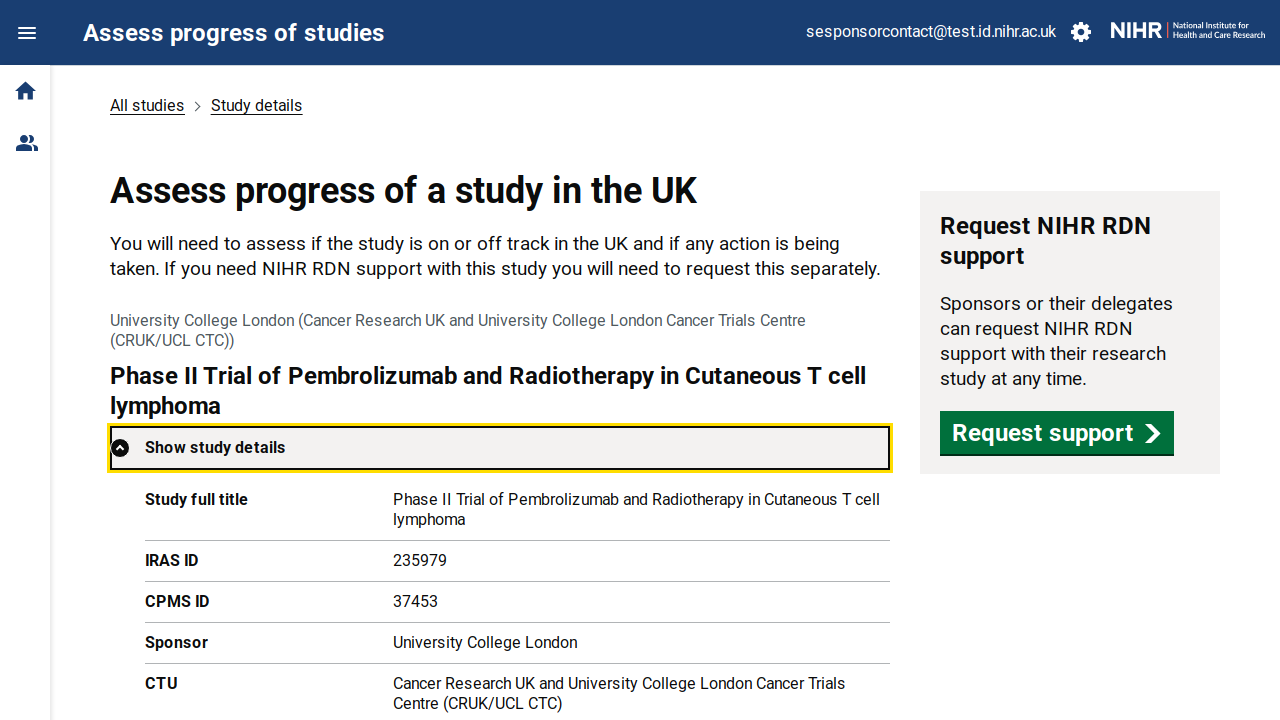 Assess progress of studies
sesponsorcontact@test.id.nihr.ac.uk
NIHR | National Institute for
Health and Care Research
All studies > Study details
Assess progress of a study in the UK
You will need to assess if the study is on or off track in the UK and if any action is being
taken. If you need NIHR RDN support with this study you will need to request this separately.
University College London (Cancer Research UK and University College London Cancer Trials Centre
(CRUK/UCL CTC))
Phase II Trial of Pembrolizumab and Radiotherapy in Cutaneous T cell
lymphoma
Show study details
Study full title
Phase II Trial of Pembrolizumab and Radiotherapy in Cutaneous T cell
lymphoma
IRAS ID
235979
CPMS ID
37453
Sponsor
University College London
CTU
Cancer Research UK and University College London Cancer Trials
Centre (CRUK/UCL CTC)
Request NIHR RDN
support
Sponsors or their delegates
can request NIHR RDN
support with their research
study at any time.
Request support